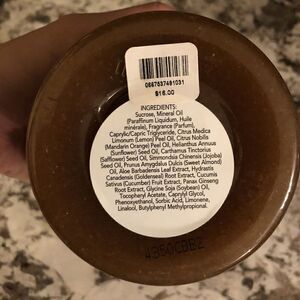 0667537491031
$16.00
INGREDIENTS:
Sucrose, Mineral Oil
(Paraffinum Liquidum, Huile
minérale), Fragrance (Parfum),
Caprylic/Capric Triglyceride, Citrus Medica
Limonum (Lemon) Peel Oil, Citrus Nobilis
(Mandarin Orange) Peel Oil, Helianthus Annuus
(Sunflower) Seed Oil, Carthamus Tinctorius
(Safflower) Seed Oil, Simmondsia Chinensis (Jojoba)
Seed Oil, Prunus Amygdalus Dulcis (Sweet Almond)
Oil, Aloe Barbadensis Leaf Extract, Hydrastis
Canadensis (Goldenseal) Root Extract, Cucumis
Sativus (Cucumber) Fruit Extract, Panax Ginseng
Root Extract, Glycine Soja (Soybean) Oil,
Tocopheryl Acetate, Caprylyl Glycol,
Phenoxyethanol, Sorbic Acid, Limonene,
Linalool, Butylphenyl Methylpropional.
4350CBB2